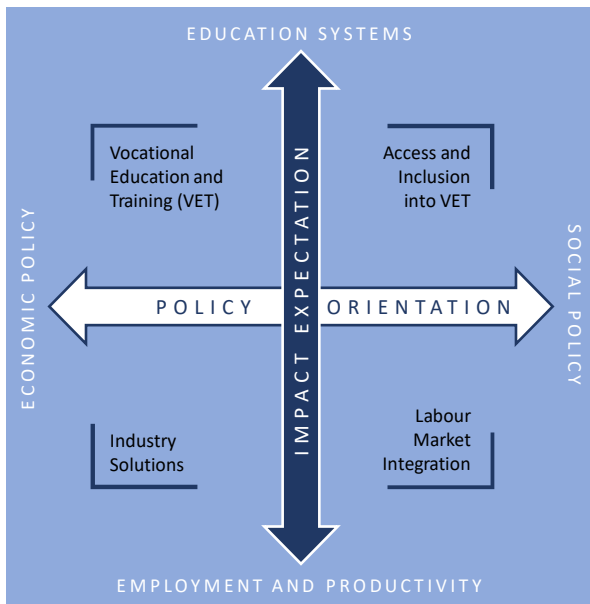 EDUCATION SYSTEMS
Vocational
Education and
Training (VET)
Access and
Inclusion
into VET
ECONOMIC POLICY
POLICY ORIENTATION
IMPACT EXPECTATION
SOCIAL POLICY
Industry
Solutions
Labour
Market
Integration
EMPLOYMENT AND PRODUCTIVITY